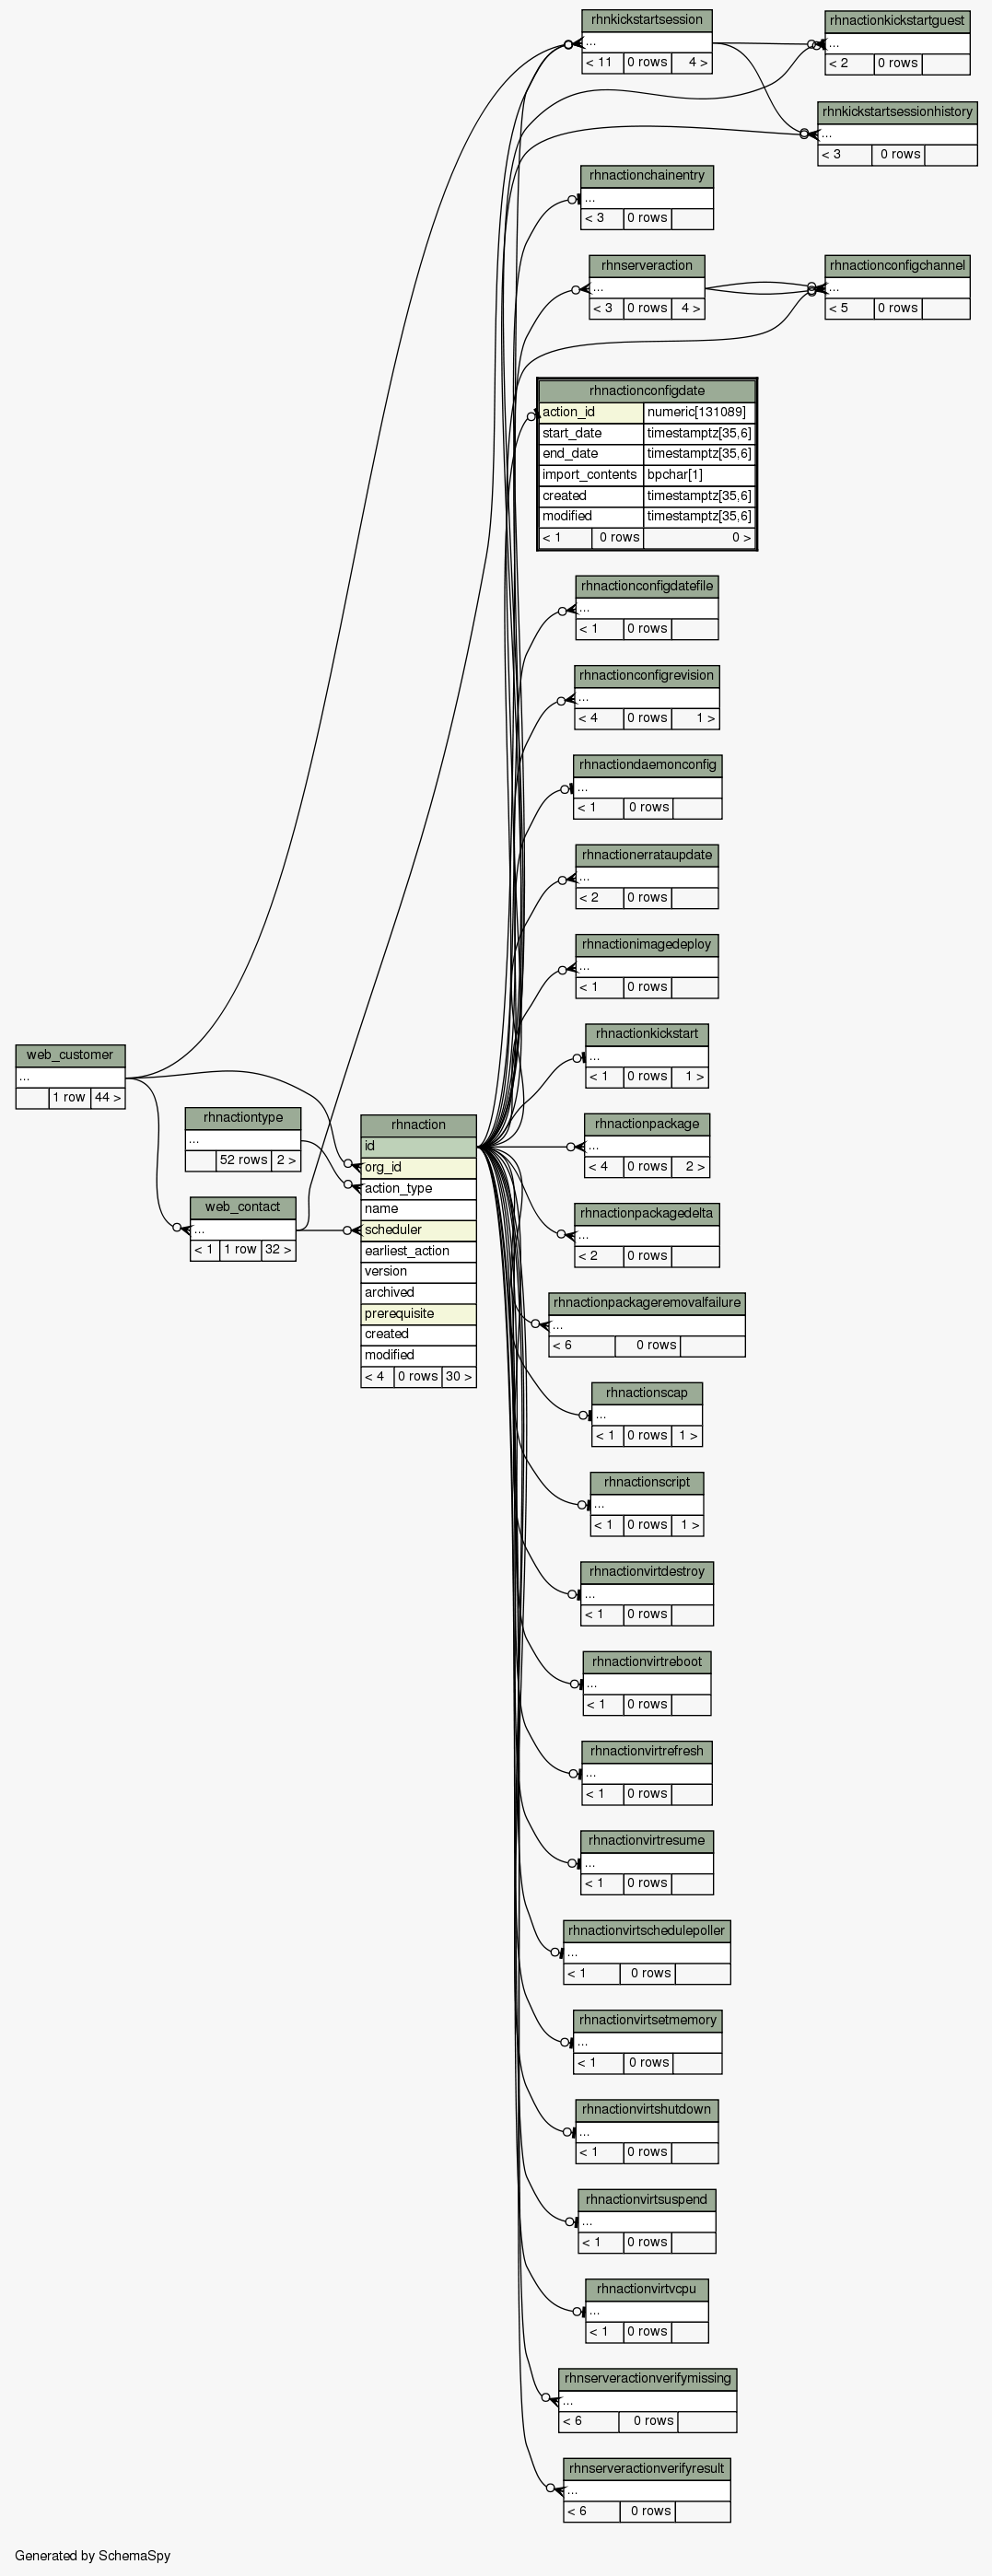 rhnkickstartsession
...
< 11 0 rows 4 >
rhnactionkickstartguest
...
< 2 0 rows
rhnkickstartsessionhistory
...
< 3 0 rows
rhnactionchainentry
...
< 3 0 rows
rhnserveraction
...
< 3 0 rows 4 >
rhnactionconfigchannel
...
< 5 0 rows
rhnactionconfigdate
action_id numeric[131089]
start_date timestamptz[35,6]
end_date timestamptz[35,6]
import_contents bpchar[1]
created timestamptz[35,6]
modified timestamptz[35,6]
< 1 0 rows 0 >
rhnactionconfigdatefile
...
< 1 0 rows
rhnactionconfigrevision
...
< 4 0 rows 1 >
rhnactiondaemonconfig
...
< 1 0 rows
rhnactionerrataupdate
...
< 2 0 rows
rhnactionimagedeploy
...
< 1 0 rows
rhnactionkickstart
...
< 1 0 rows 1 >
web_customer
...
1 row 44 >
rhnactiontype
...
52 rows 2 >
web_contact
...
< 1 1 row 32 >
rhnaction
id
org_id
action_type
name
scheduler
earliest_action
version
archived
prerequisite
created
modified
< 4 0 rows 30 >
rhnactionpackage
...
< 4 0 rows 2 >
rhnactionpackagedelta
...
< 2 0 rows
rhnactionpackageremovalfailure
...
< 6 0 rows
rhnactionscap
...
< 1 0 rows 1 >
rhnactionscript
...
< 1 0 rows 1 >
rhnactionvirtdestroy
...
< 1 0 rows
rhnactionvirtreboot
...
< 1 0 rows
rhnactionvirtrefresh
...
< 1 0 rows
rhnactionvirtresume
...
< 1 0 rows
rhnactionvirtschedulepoller
...
< 1 0 rows
rhnactionvirtsetmemory
...
< 1 0 rows
rhnactionvirtshutdown
...
< 1 0 rows
rhnactionvirtsuspend
...
< 1 0 rows
rhnactionvirtvcpu
...
< 1 0 rows
rhnserveractionverifymissing
...
< 6 0 rows
rhnserveractionverifyresult
...
< 6 0 rows
Generated by SchemaSpy